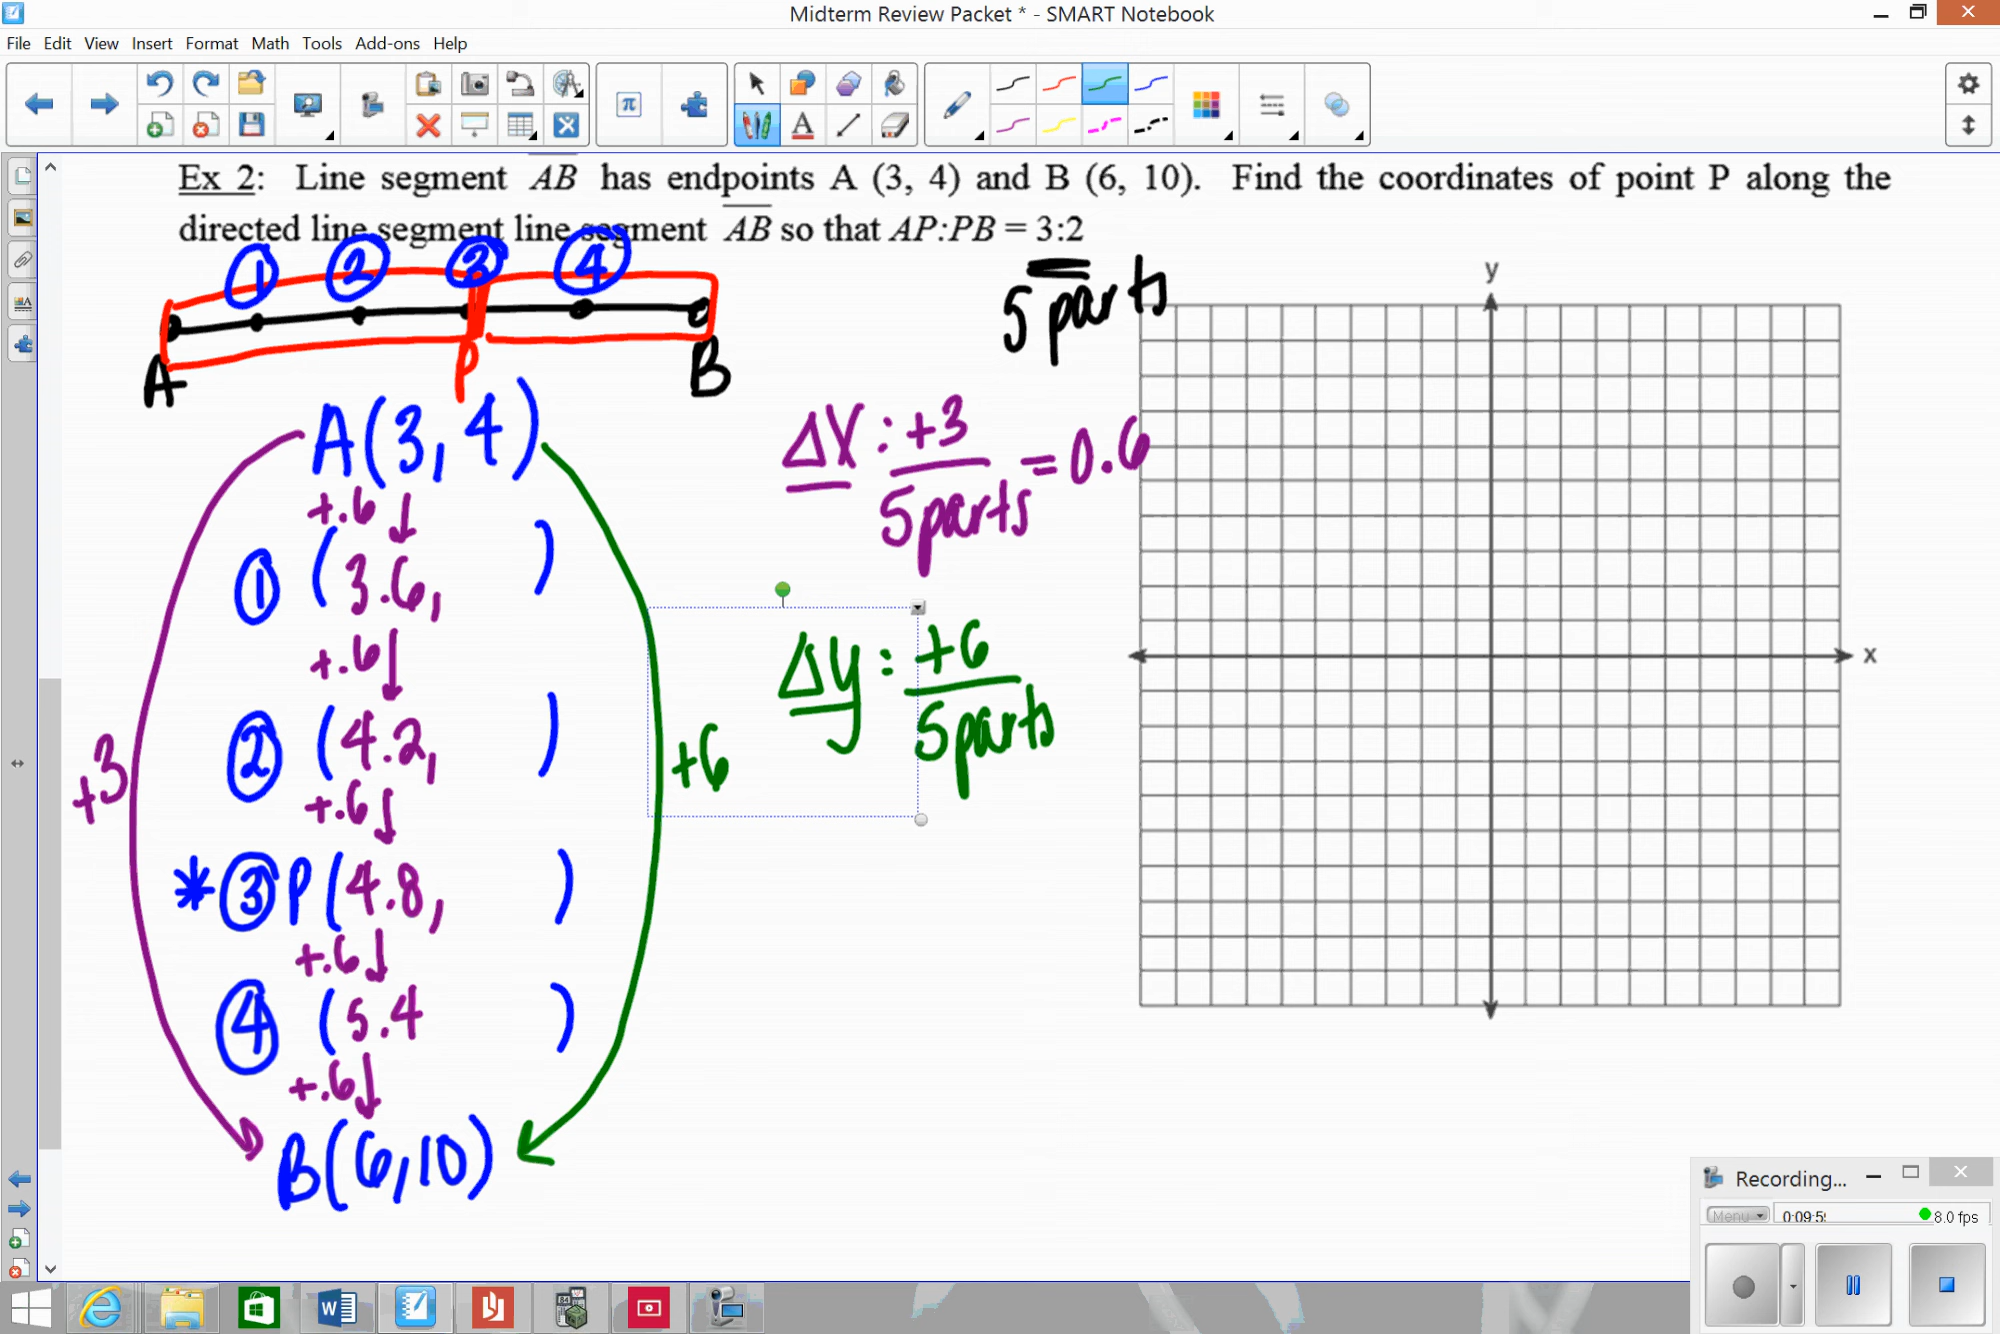 Midterm Review Packet * - SMART Notebook
File Edit View Insert Format Math Tools Add-ons Help
Ex 2: Line segment AB has endpoints A (3, 4) and B (6, 10). Find the coordinates of point P along the
directed line segment line segment AB so that AP:PB = 3:2
① ② ③ ④
5 parts
A P B
y
x
A(3, 4)
+.6
① (3.6, )
+.6
② (4.2, )
+.6
* ③ P(4.8, )
+.6
④ (5.4 )
+.6
B(6,10)
+3
+6
ΔX: +3
5 parts = 0.6
Δy: +6
5 parts
Recording...
Menu 0:09:5
8.0 fps